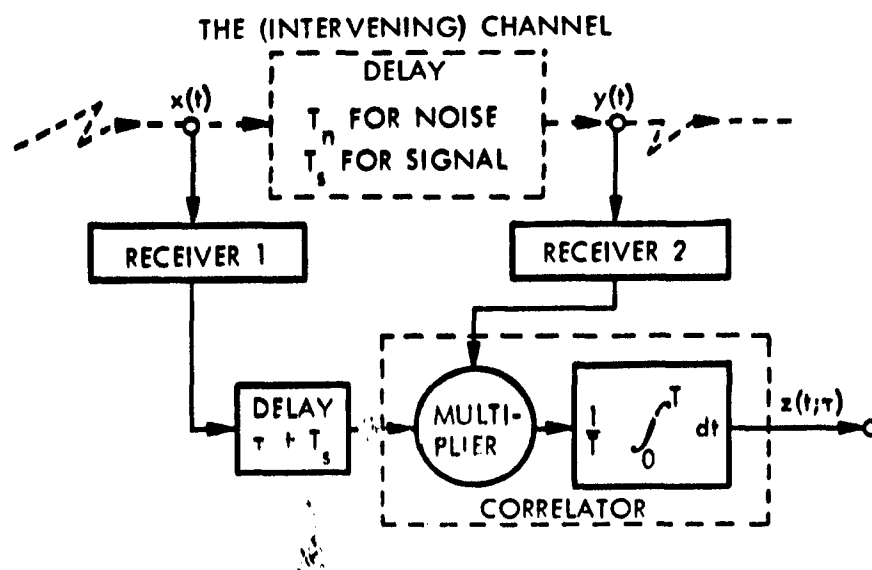 THE (INTERVENING) CHANNEL
DELAY
x(t)
y(t)
T_n FOR NOISE
T_s FOR SIGNAL
RECEIVER 1
RECEIVER 2
DELAY
τ + T_s
MULTI-
PLIER
1/T ∫_0^T dt
z(t;τ)
CORRELATOR